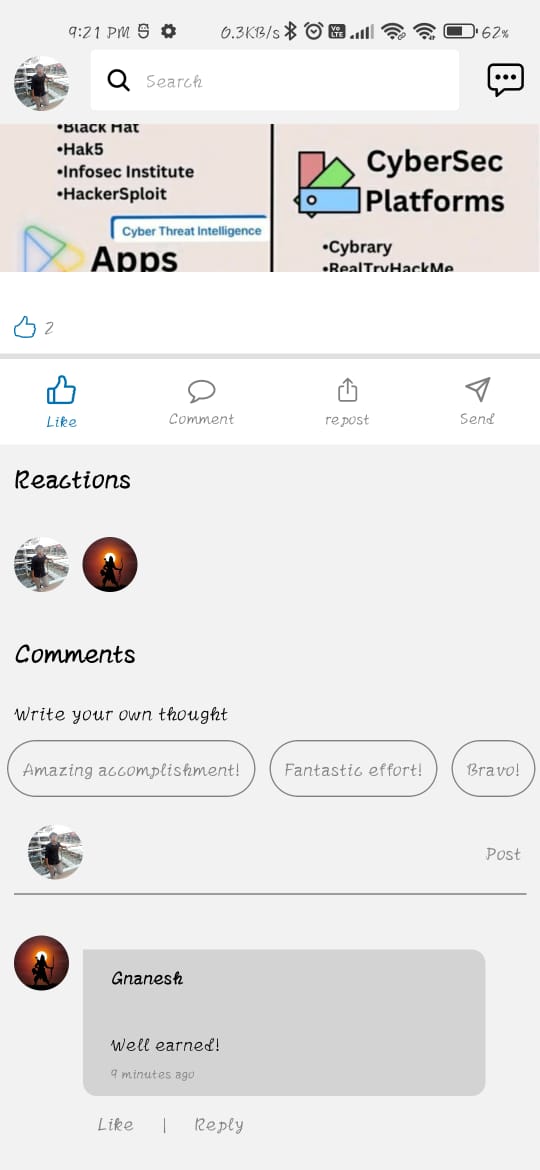 9:21 PM
0.3KB/s
Vo LTE
62%
Search
•Black Hat
•Hak5
•Infosec Institute
•HackerSploit
Cyber Threat Intelligence
Apps
CyberSec
Platforms
•Cybrary
•RealTryHackMe
2
Like
Comment
repost
Send
Reactions
Comments
Write your own thought
Amazing accomplishment!
Fantastic effort!
Bravo!
Post
Gnanesh
Well earned!
9 minutes ago
Like | Reply